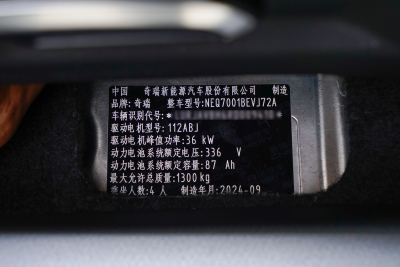 中国 奇瑞新能源汽车股份有限公司 制造
品牌:奇瑞 整车型号:NEQ7001BEVJ72A
车辆识别代号:*
驱动电机型号:112ABJ
驱动电机峰值功率:36 kW
动力电池系统额定电压:336 V
动力电池系统额定容量:87 Ah
最大允许总质量:1300kg
乘坐人数:4 人 制造年月:2024-09